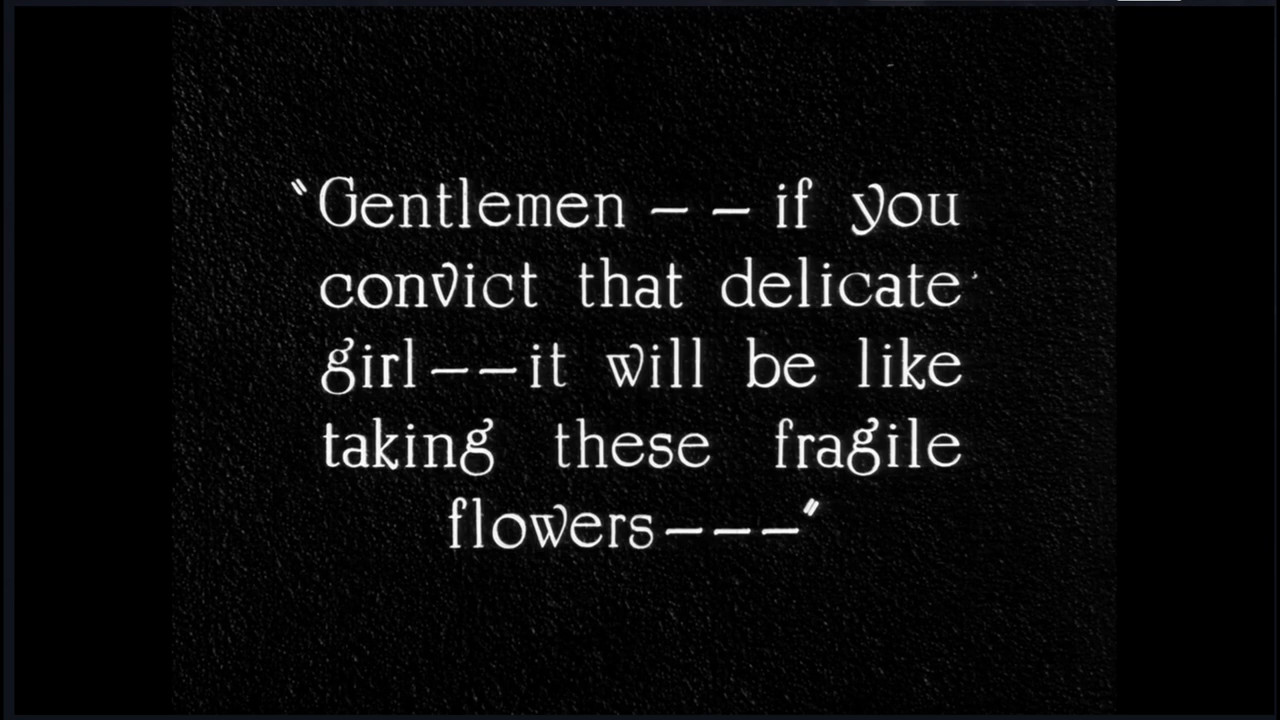 "Gentlemen — — if you
convict that delicate
girl — — it will be like
taking these fragile
flowers — — —"